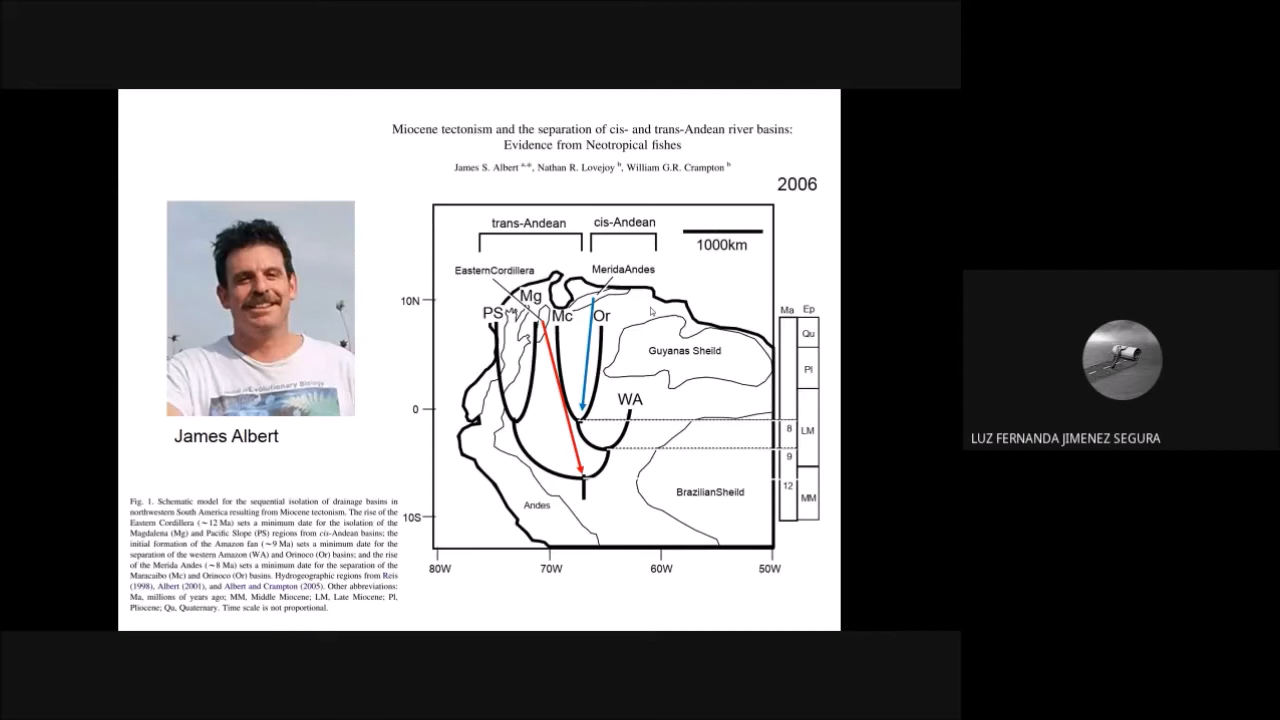 Miocene tectonism and the separation of cis- and trans-Andean river basins:
Evidence from Neotropical fishes
James S. Albert a,*, Nathan R. Lovejoy b, William G.R. Crampton b
2006
trans-Andean
cis-Andean
1000km
EasternCordillera
MeridaAndes
Mg
PS
Mc
Or
10N
Guyanas Sheild
WA
0
BrazilianSheild
Andes
10S
80W
70W
60W
50W
Ma
Ep
Qu
Pl
8
LM
9
12
MM
James Albert
Fig. 1. Schematic model for the sequential isolation of drainage basins in
northwestern South America resulting from Miocene tectonism. The rise of the
Eastern Cordillera (~12 Ma) sets a minimum date for the isolation of the
Magdalena (Mg) and Pacific Slope (PS) regions from cis-Andean basins; the
initial formation of the Amazon fan (~9 Ma) sets a minimum date for the
separation of the western Amazon (WA) and Orinoco (Or) basins; and the rise
of the Merida Andes (~8 Ma) sets a minimum date for the separation of the
Maracaibo (Mc) and Orinoco (Or) basins. Hydrogeographic regions from Reis
(1998), Albert (2001), and Albert and Crampton (2005). Other abbreviations:
Ma, millions of years ago; MM, Middle Miocene; LM, Late Miocene; Pl,
Pliocene; Qu, Quaternary. Time scale is not proportional.
LUZ FERNANDA JIMENEZ SEGURA